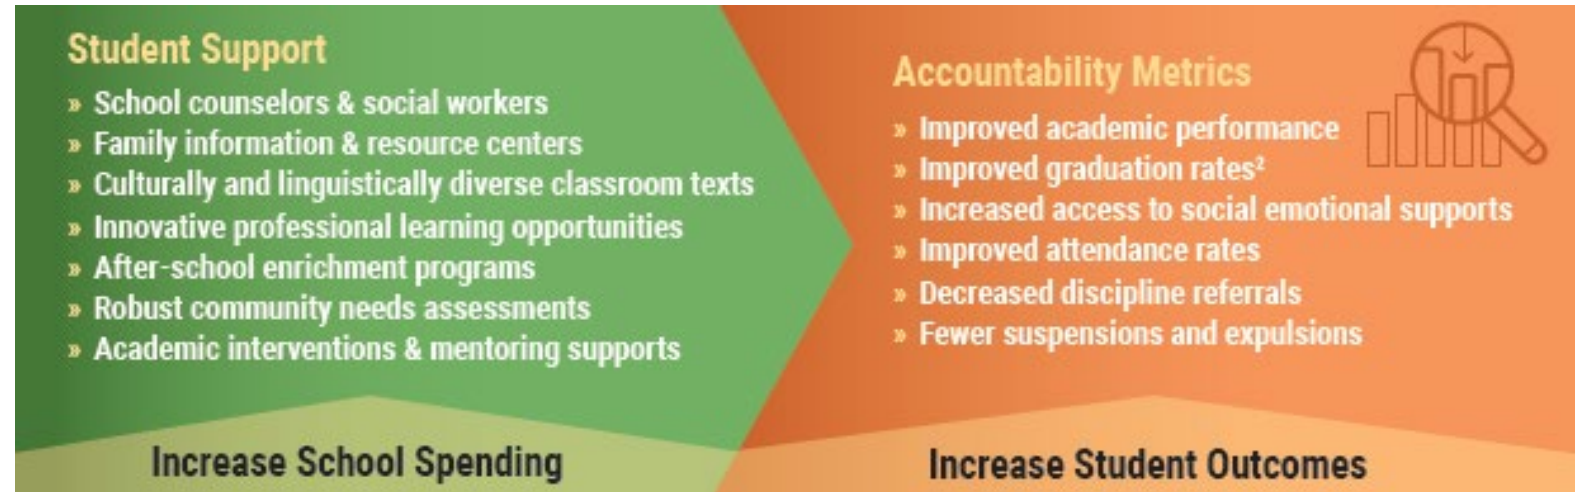 Student Support
» School counselors & social workers
» Family information & resource centers
» Culturally and linguistically diverse classroom texts
» Innovative professional learning opportunities
» After-school enrichment programs
» Robust community needs assessments
» Academic interventions & mentoring supports
Increase School Spending
Accountability Metrics
» Improved academic performance
» Improved graduation rates²
» Increased access to social emotional supports
» Improved attendance rates
» Decreased discipline referrals
» Fewer suspensions and expulsions
Increase Student Outcomes